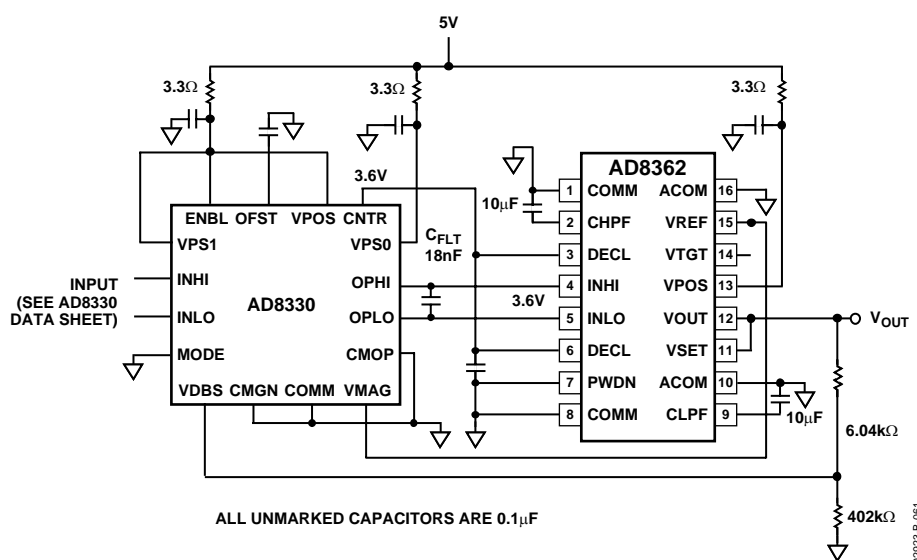 5V
3.3Ω
3.3Ω
3.3Ω
3.6V
AD8362
1 COMM ACOM 16
10μF
2 CHPF VREF 15
3 DECL VTGT 14
4 INHI VPOS 13
5 INLO VOUT 12
6 DECL VSET 11
7 PWDN ACOM 10
8 COMM CLPF 9
ENBL OFST VPOS CNTR
VPS1 VPS0
CFLT
18nF
INHI OPHI
3.6V
INPUT
(SEE AD8330
DATA SHEET)
AD8330
INLO OPLO
MODE CMOP
VDBS CMGN COMM VMAG
VOUT
10μF
6.04kΩ
402kΩ
ALL UNMARKED CAPACITORS ARE 0.1μF